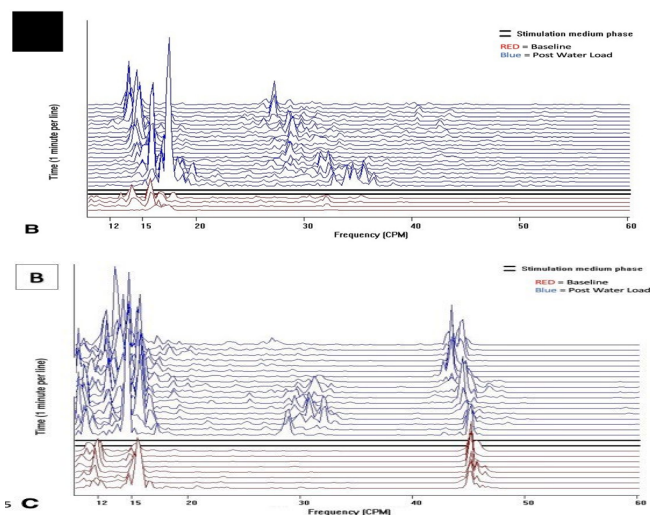 Stimulation medium phase
RED = Baseline
Blue = Post Water Load
Time (1 minute per line)
12 15 20 30 40 50 60
Frequency [CPM]
B
B
Stimulation medium phase
RED = Baseline
Blue = Post Water Load
Time (1 minute per line)
12 15 20 30 40 50 60
Frequency [CPM]
5 C